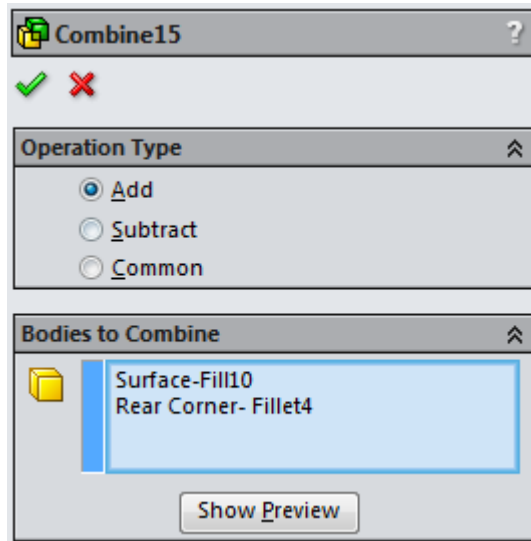 Combine15
?
Operation Type
Add
Subtract
Common
Bodies to Combine
Surface-Fill10
Rear Corner- Fillet4
Show Preview